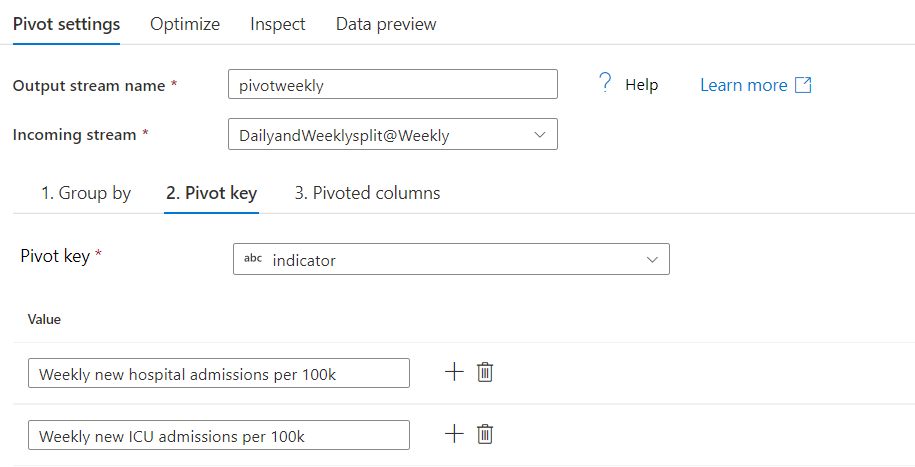 Pivot settings Optimize Inspect Data preview
Output stream name * pivotweekly ? Help Learn more
Incoming stream * DailyandWeeklysplit@Weekly
1. Group by 2. Pivot key 3. Pivoted columns
Pivot key * abc indicator
Value
Weekly new hospital admissions per 100k
Weekly new ICU admissions per 100k